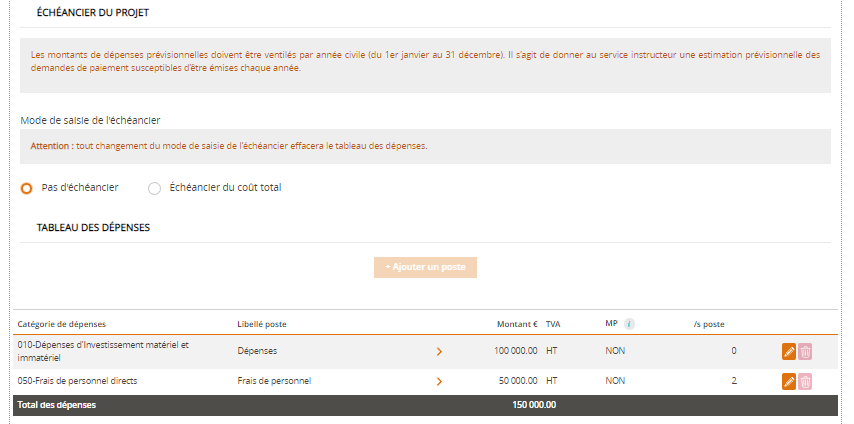 ÉCHÉANCIER DU PROJET
Les montants de dépenses prévisionnelles doivent être ventilés par année civile (du 1er janvier au 31 décembre). Il s'agit de donner au service instructeur une estimation prévisionnelle des
demandes de paiement susceptibles d'être émises chaque année.
Mode de saisie de l'échéancier
Attention : tout changement du mode de saisie de l'échéancier effacera le tableau des dépenses.
Pas d'échéancier Échéancier du coût total
TABLEAU DES DÉPENSES
+ Ajouter un poste
Catégorie de dépenses Libellé poste Montant € TVA MP i /s poste
010-Dépenses d'Investissement matériel et
immatériel Dépenses 100 000.00 HT NON 0
050-Frais de personnel directs Frais de personnel 50 000.00 HT NON 2
Total des dépenses 150 000.00